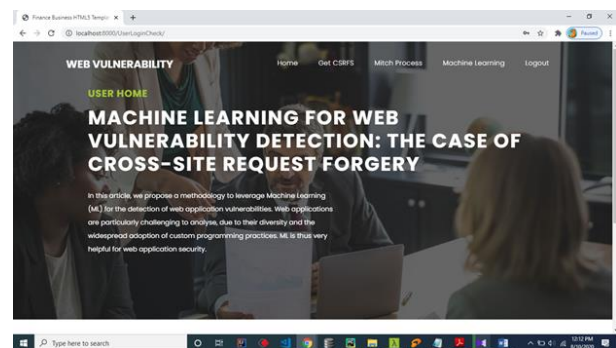 Finance Business HTML5 Templa
localhost:8000/UserLoginCheck/
Paused
WEB VULNERABILITY
Home Get CSRFS Mitch Process Machine Learning Logout
USER HOME
MACHINE LEARNING FOR WEB
VULNERABILITY DETECTION: THE CASE OF
CROSS-SITE REQUEST FORGERY
In this article, we propose a methodology to leverage Machine Learning
(ML) for the detection of web application vulnerabilities. Web applications
are particularly challenging to analyse, due to their diversity and the
widespread adoption of custom programming practices. ML is thus very
helpful for web application security.
Type here to search
12:12 PM